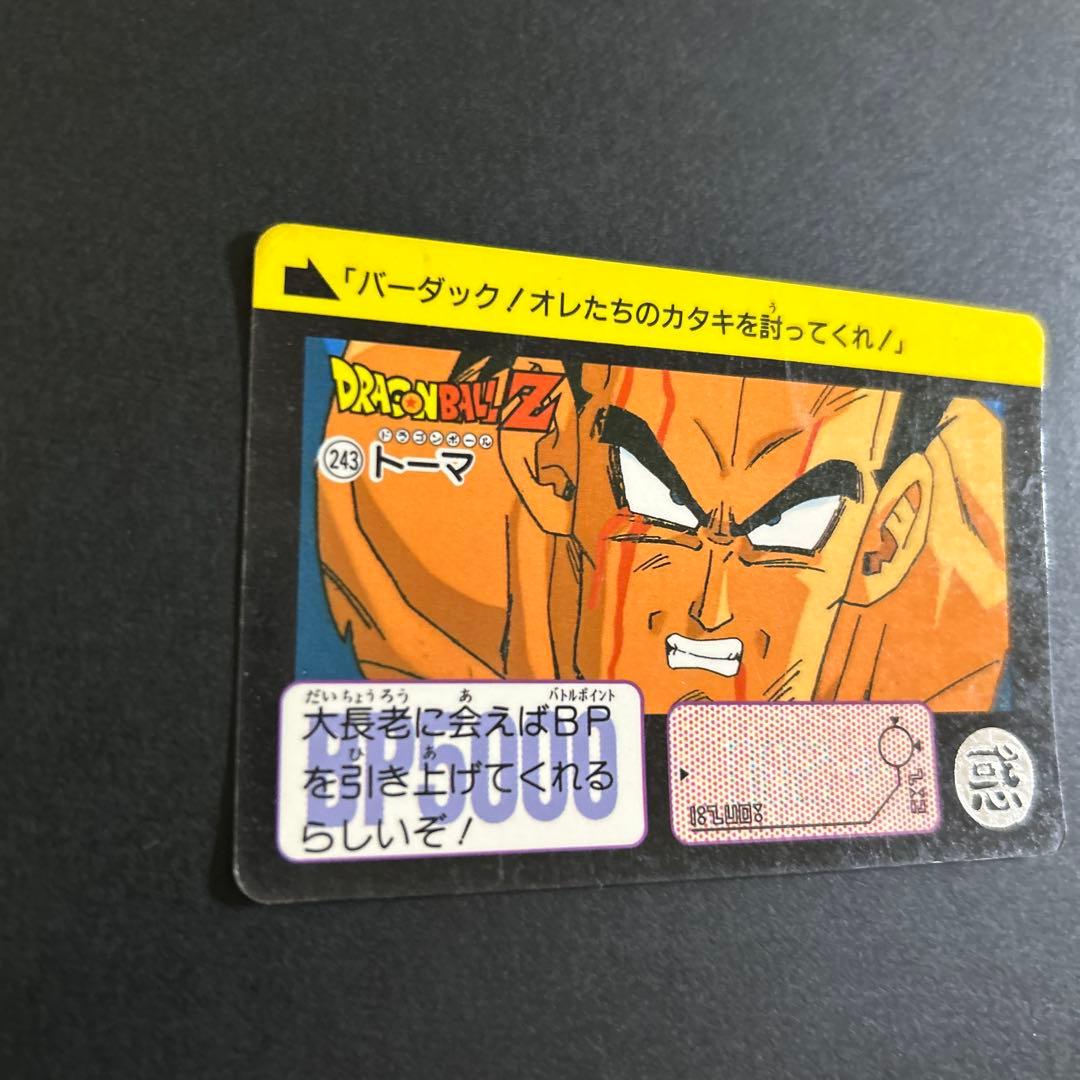 「バーダック!オレたちのカタキを討ってくれ!」
う
DRAGON BALL Z
ドラゴンボール
243 トーマ
だいちょうろう あ バトルポイント
大長老に会えばBP
ひ あ
を引き上げてくれる
らしいぞ!
BP5000